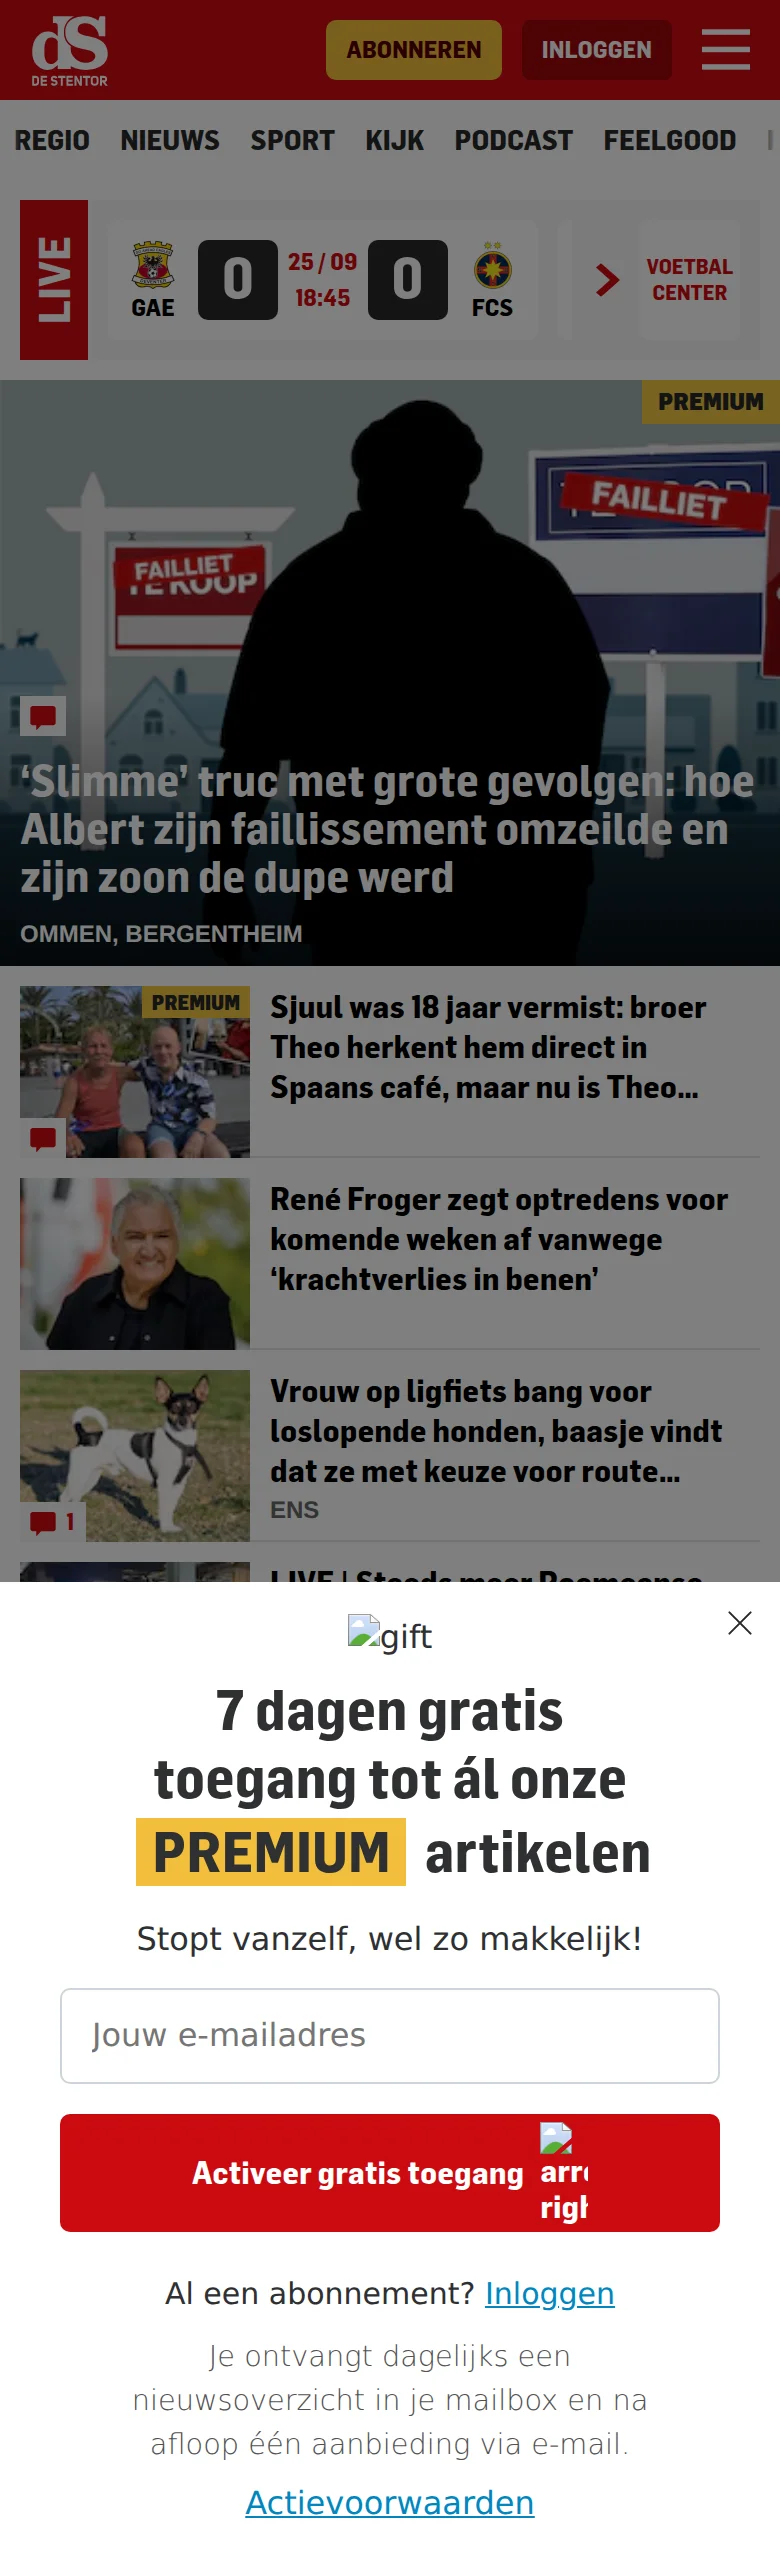 dS
DE STENTOR
ABONNEREN
INLOGGEN
REGIO NIEUWS SPORT KIJK PODCAST FEELGOOD
LIVE
GAE
0
25 / 09
18:45
0
FCS
VOETBAL
CENTER
PREMIUM
FAILLIET
TE KOOP
FAILLIET
‘Slimme’ truc met grote gevolgen: hoe
Albert zijn faillissement omzeilde en
zijn zoon de dupe werd
OMMEN, BERGENTHEIM
PREMIUM
Sjuul was 18 jaar vermist: broer
Theo herkent hem direct in
Spaans café, maar nu is Theo...
René Froger zegt optredens voor
komende weken af vanwege
‘krachtverlies in benen’
Vrouw op ligfiets bang voor
loslopende honden, baasje vindt
dat ze met keuze voor route...
ENS
1
LIVE | Steeds meer Roemeense
gift
7 dagen gratis
toegang tot ál onze
PREMIUM artikelen
Stopt vanzelf, wel zo makkelijk!
Jouw e-mailadres
Activeer gratis toegang
Al een abonnement? Inloggen
Je ontvangt dagelijks een
nieuwsoverzicht in je mailbox en na
afloop één aanbieding via e-mail.
Actievoorwaarden